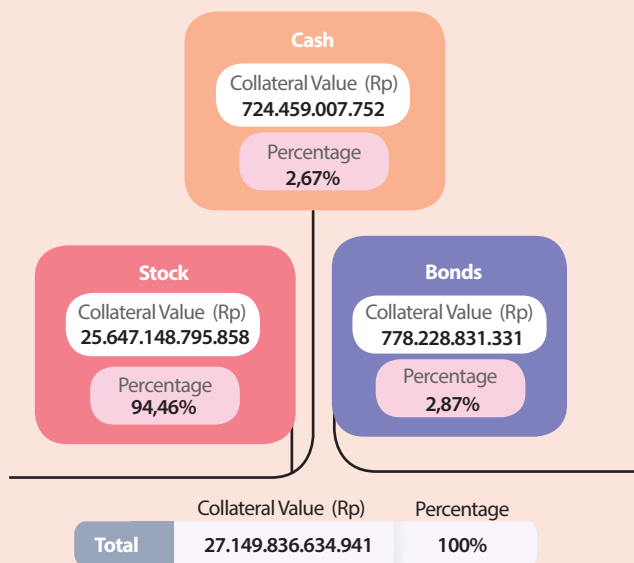 Cash
Collateral Value (Rp)
724.459.007.752
Percentage
2,67%
Stock
Collateral Value (Rp)
25.647.148.795.858
Percentage
94,46%
Bonds
Collateral Value (Rp)
778.228.831.331
Percentage
2,87%
Collateral Value (Rp) Percentage
Total 27.149.836.634.941 100%